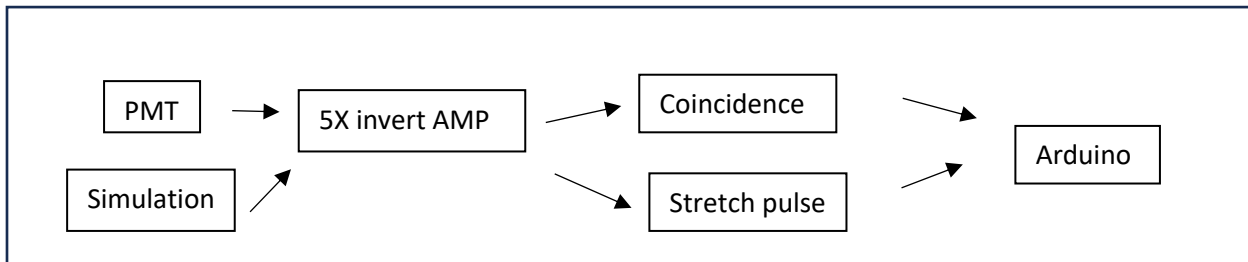 PMT
Simulation
5X invert AMP
Coincidence
Stretch pulse
Arduino